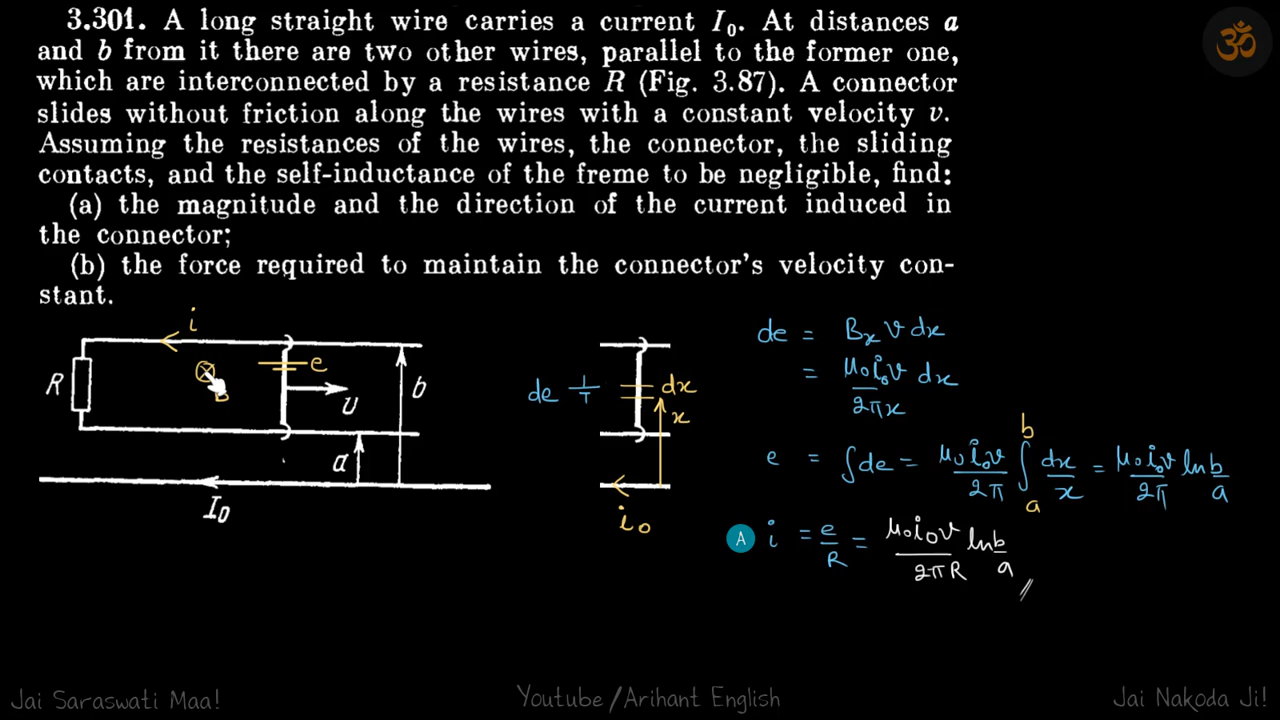 3.301. A long straight wire carries a current I₀. At distances a
and b from it there are two other wires, parallel to the former one,
which are interconnected by a resistance R (Fig. 3.87). A connector
slides without friction along the wires with a constant velocity v.
Assuming the resistances of the wires, the connector, the sliding
contacts, and the self-inductance of the freme to be negligible, find:
(a) the magnitude and the direction of the current induced in
the connector;
(b) the force required to maintain the connector's velocity con-
stant.
ॐ
i
e
R
B
υ
b
a
I₀
de
dx
x
i₀
de = Bₓ v dx
= μ₀i₀v/2πx dx
e = ∫de = μ₀i₀v/2π ∫ₐᵇ dx/x = μ₀i₀v/2π ln b/a
A i = e/R = μ₀i₀v/2πR ln b/a //
Jai Saraswati Maa!
Youtube/Arihant English
Jai Nakoda Ji!